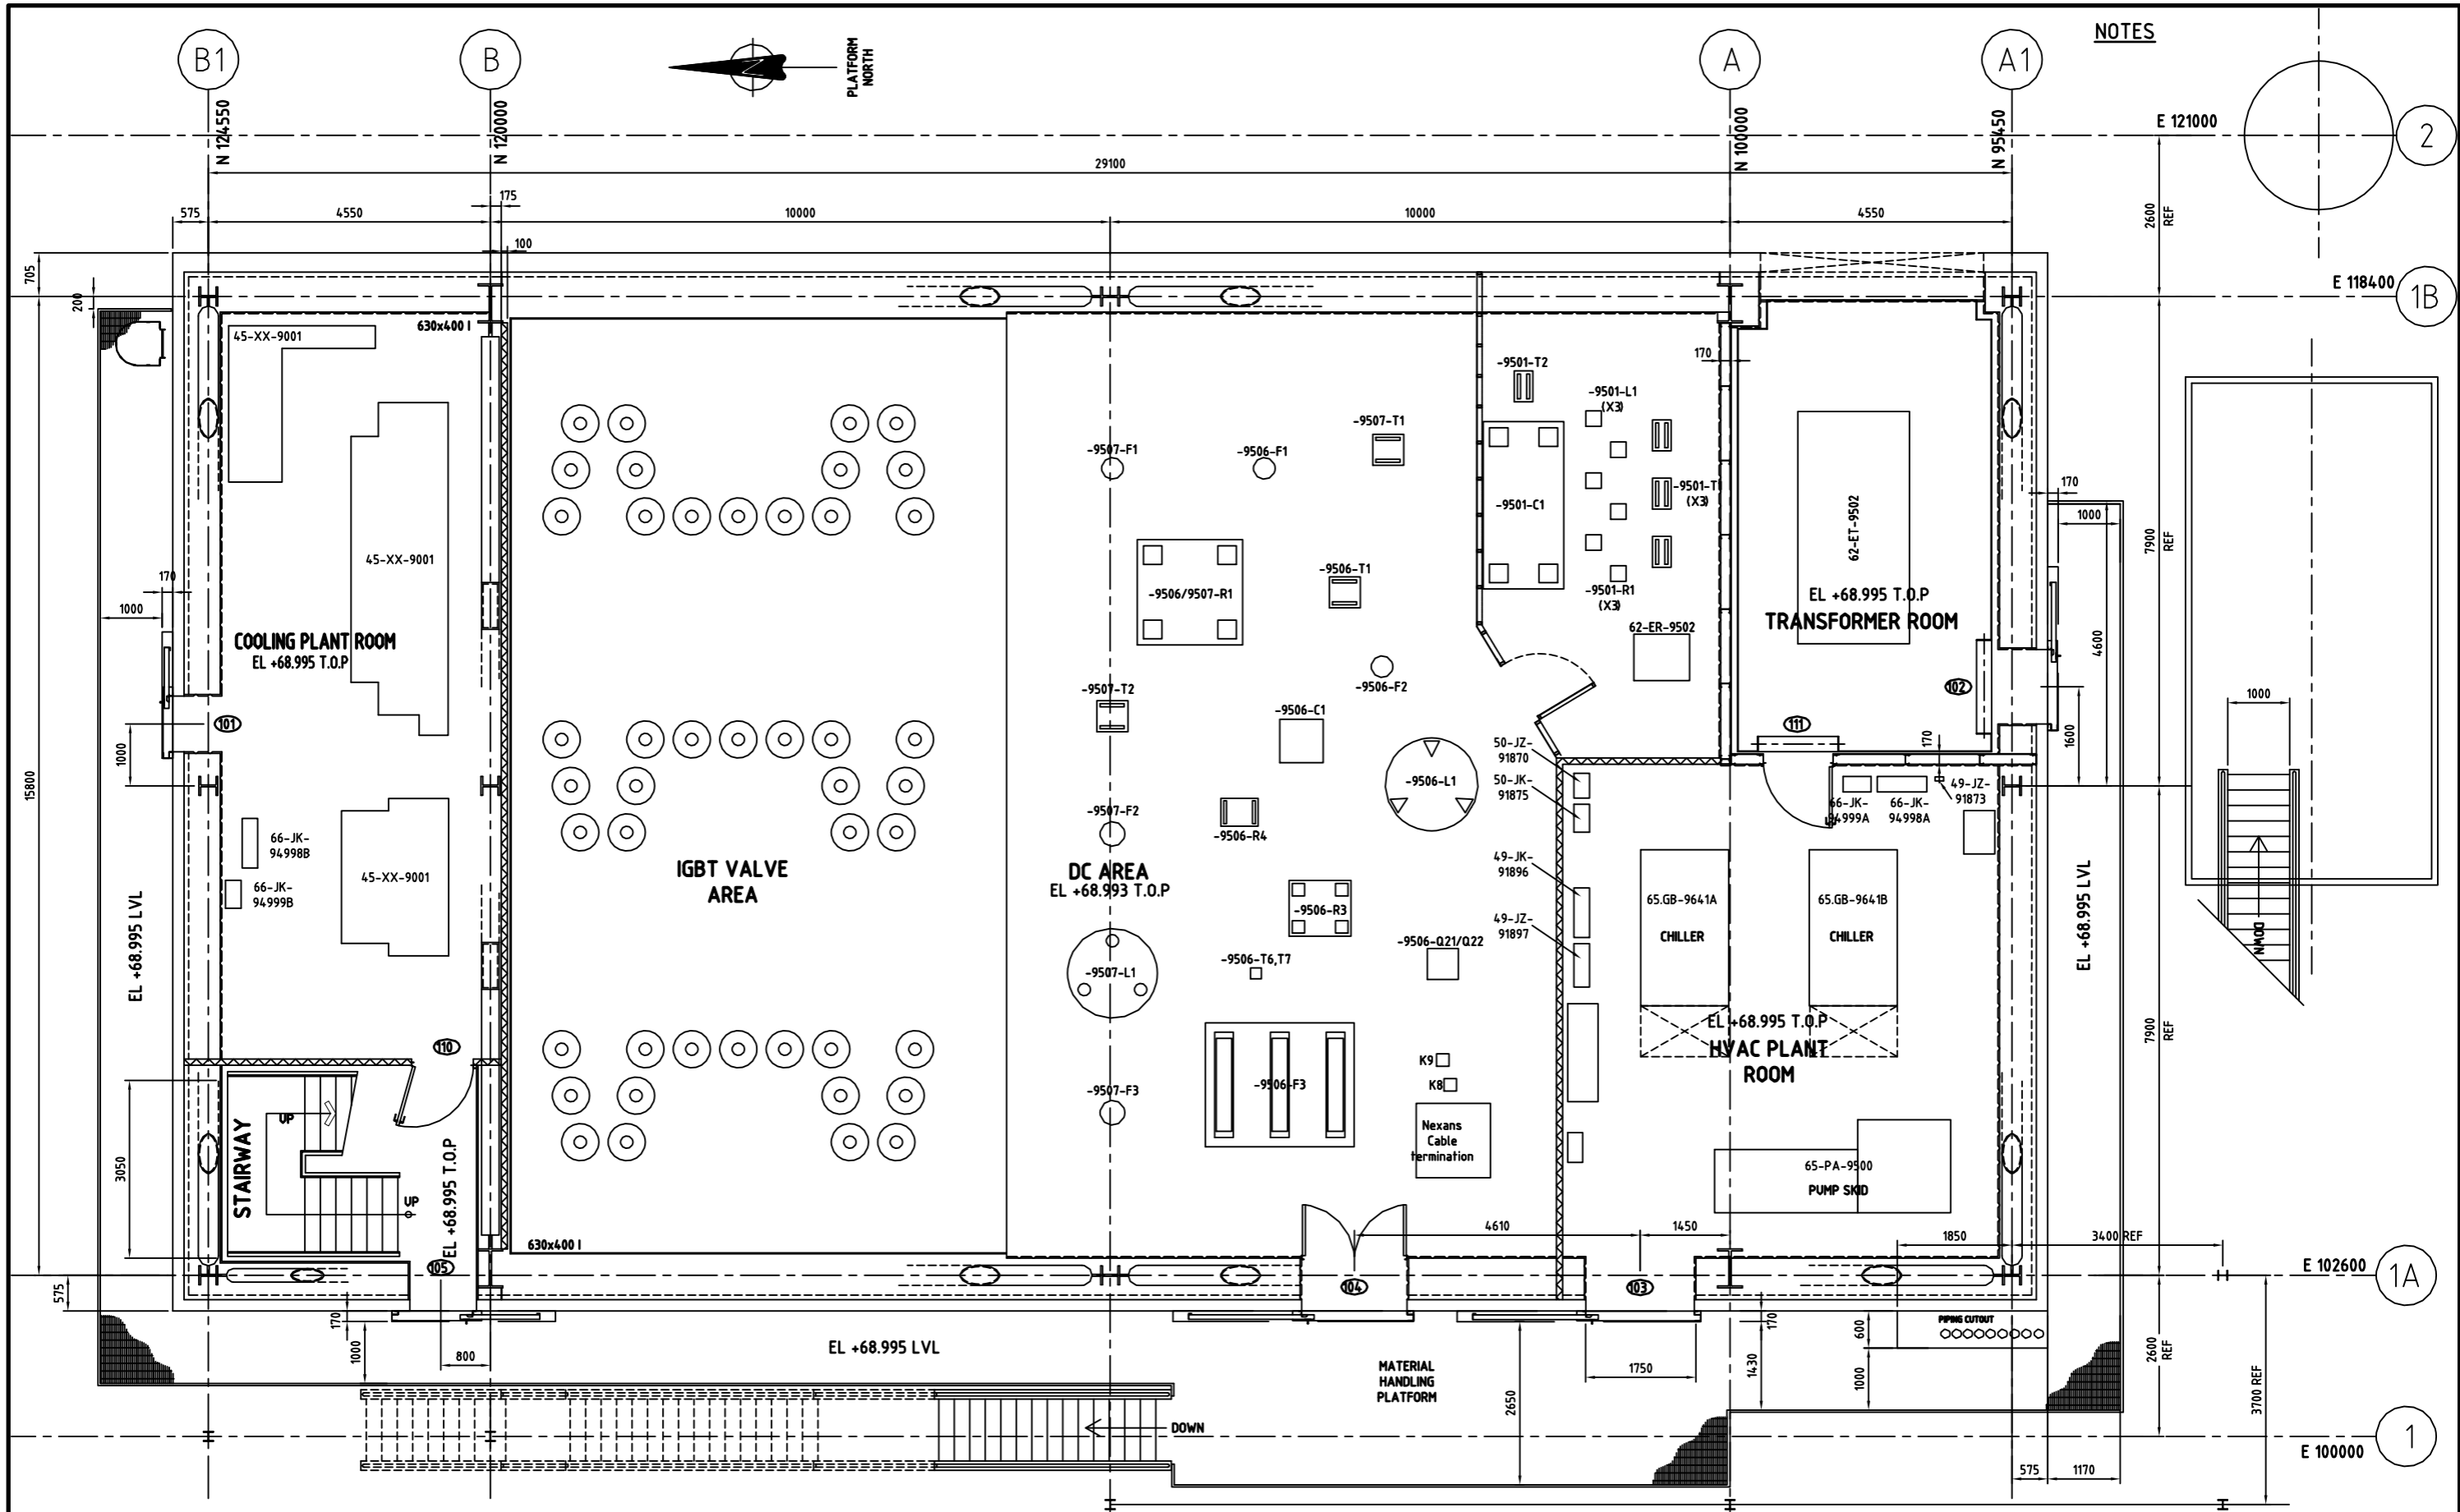 NOTES
B1
B
A
A1
PLATFORM
NORTH
N 124550
N 120000
N 100000
N 95450
E 121000
2
29100
175
575
4550
10000
10000
4550
2600
REF
100
705
200
E 118400
1B
630x400 I
45-XX-9001
170
-9501-T2
-9501-L1
(X3)
-9507-T1
-9507-F1
-9506-F1
-9501-C1
-9501-T
(X3)
62-ET-9502
170
1000
7900
REF
45-XX-9001
-9506-T1
-9506/9507-R1
-9501-R1
(X3)
EL +68.995 T.O.P
TRANSFORMER ROOM
170
1000
COOLING PLANT ROOM
EL +68.995 T.O.P
62-ER-9502
4600
-9506-F2
-9507-T2
102
1000
101
-9506-C1
111
1600
1000
15800
50-JZ-
91870
50-JK-
91875
-9506-L1
170
49-JZ-
91873
66-JK-
94999A
66-JK-
94998A
-9507-F2
-9506-R4
66-JK-
94998B
45-XX-9001
66-JK-
94999B
IGBT VALVE
AREA
DC AREA
EL +68.993 T.O.P
49-JK-
91896
65.GB-9641A
CHILLER
65.GB-9641B
CHILLER
EL +68.995 LVL
EL +68.995 LVL
DOWN
-9506-R3
49-JZ-
91897
-9506-Q21/Q22
-9506-T6,T7
-9507-L1
EL +68.995 T.O.P
HVAC PLANT
ROOM
7900
REF
110
K9
K8
-9506-F3
-9507-F3
UP
STAIRWAY
3050
Nexans
Cable
termination
65-PA-9500
PUMP SKID
UP
EL +68.995 T.O.P
4610
1450
1850
3400 REF
630x400 I
105
104
103
E 102600
1A
575
170
1000
800
EL +68.995 LVL
MATERIAL
HANDLING
PLATFORM
2650
1750
170
1430
600
1000
PIPING CUTOUT
2600
REF
3700 REF
DOWN
E 100000
1
575
1170